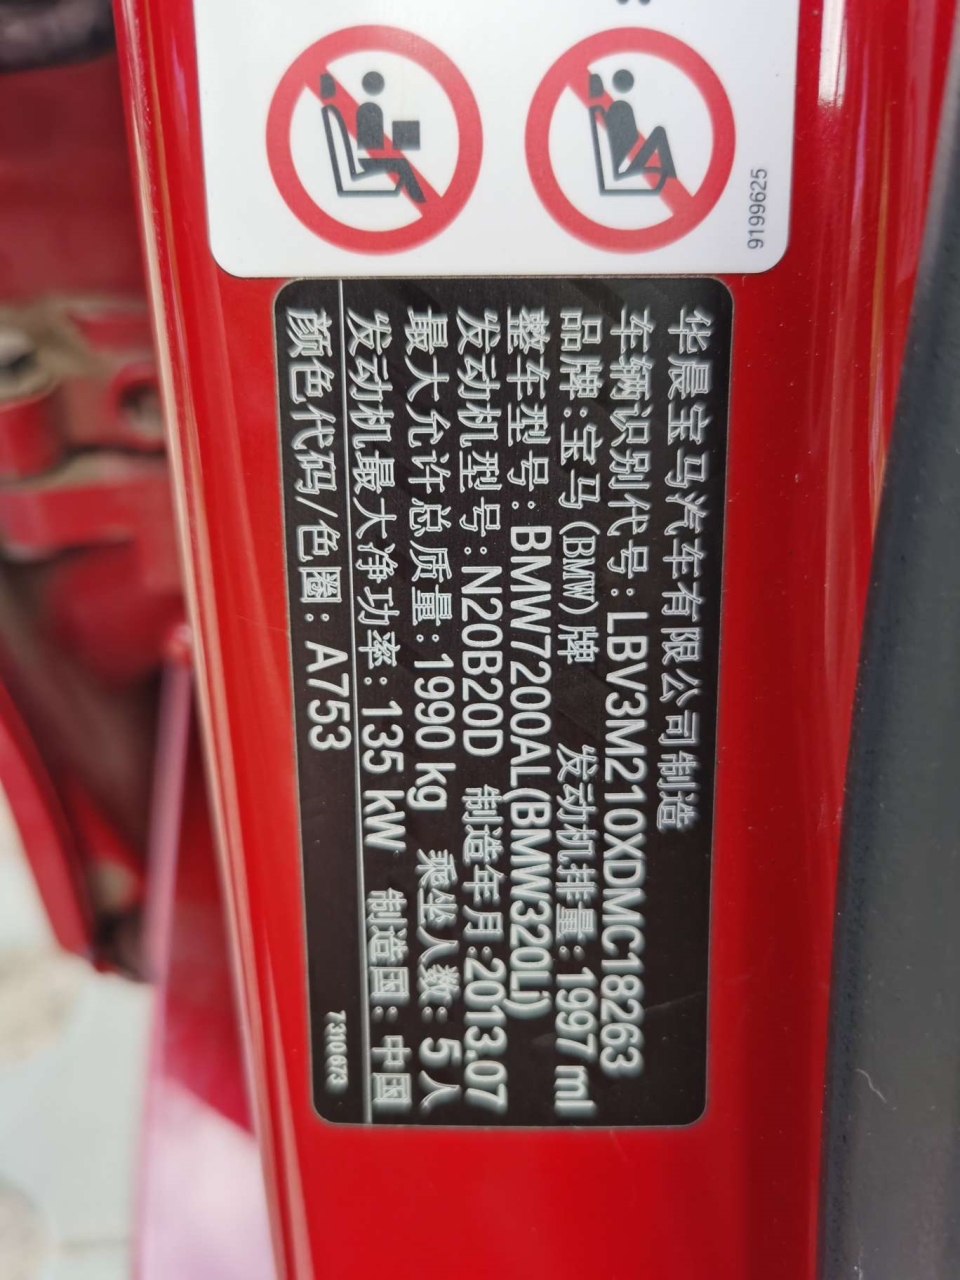 9199625
华晨宝马汽车有限公司制造
车辆识别代号：LBV3M210XDMC18263
品牌：宝马(BMW)牌 发动机排量：1997 ml
整车型号：BMW7200AL(BMW320Li)
发动机型号：N20B20D 制造年月：2013.07
最大允许总质量：1990 kg 乘坐人数：5人
发动机最大净功率：135 kW 制造国：中国
颜色代码/色圈：A753
7310673